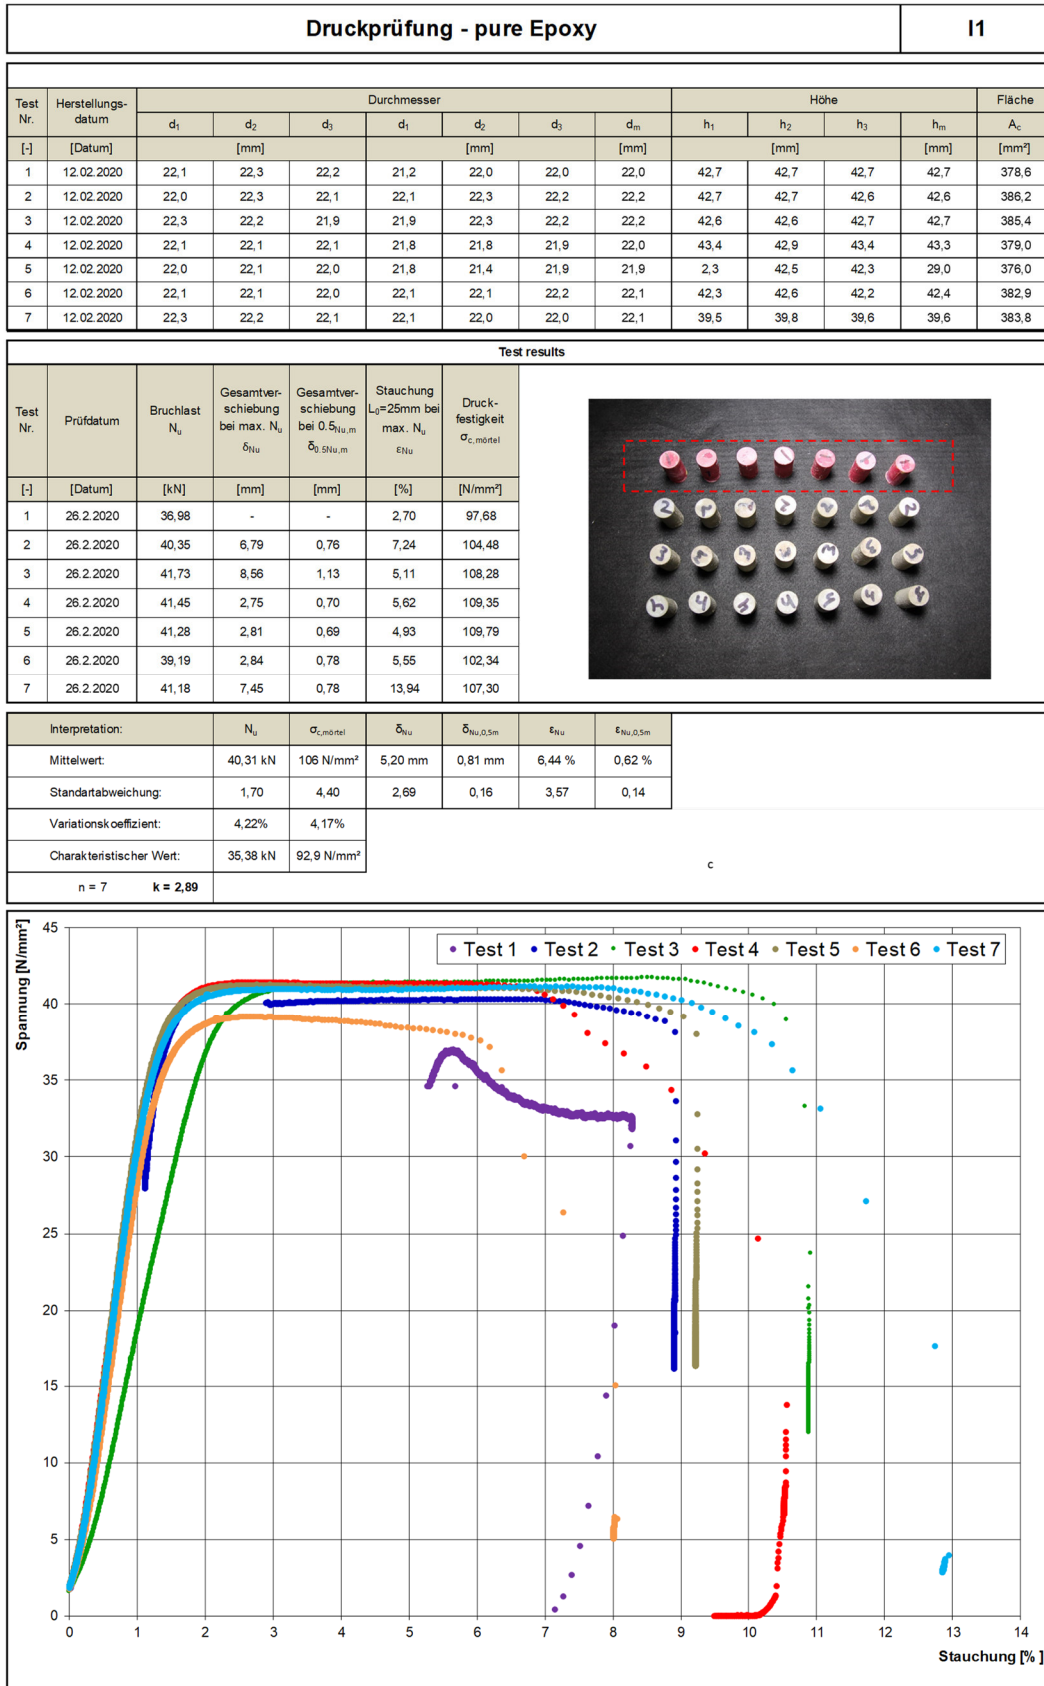 Druckprüfung - pure Epoxy I1
Test Nr. Herstellungs-datum Durchmesser Höhe Fläche
d₁ d₂ d₃ d₁ d₂ d₃ dₘ h₁ h₂ h₃ hₘ A꜀
[-] [Datum] [mm] [mm] [mm] [mm] [mm] [mm²]
1 12.02.2020 22,1 22,3 22,2 21,2 22,0 22,0 22,0 42,7 42,7 42,7 42,7 378,6
2 12.02.2020 22,0 22,3 22,1 22,1 22,3 22,2 22,2 42,7 42,7 42,6 42,6 386,2
3 12.02.2020 22,3 22,2 21,9 21,9 22,3 22,2 22,2 42,6 42,6 42,7 42,7 385,4
4 12.02.2020 22,1 22,1 22,1 21,8 21,8 21,9 22,0 43,4 42,9 43,4 43,3 379,0
5 12.02.2020 22,0 22,1 22,0 21,8 21,4 21,9 21,9 2,3 42,5 42,3 29,0 376,0
6 12.02.2020 22,1 22,1 22,0 22,1 22,1 22,2 22,1 42,3 42,6 42,2 42,4 382,9
7 12.02.2020 22,3 22,2 22,1 22,1 22,0 22,0 22,1 39,5 39,8 39,6 39,6 383,8
Test results
Test Nr. Prüfdatum Bruchlast Nᵤ Gesamtver-schiebung bei max. Nᵤ δNu Gesamtver-schiebung bei 0.5Nu,m δ0.5Nu,m Stauchung L₀=25mm bei max. Nᵤ εNu Druck-festigkeit σc,mörtel
[-] [Datum] [kN] [mm] [mm] [%] [N/mm²]
1 26.2.2020 36,98 - - 2,70 97,68
2 26.2.2020 40,35 6,79 0,76 7,24 104,48
3 26.2.2020 41,73 8,56 1,13 5,11 108,28
4 26.2.2020 41,45 2,75 0,70 5,62 109,35
5 26.2.2020 41,28 2,81 0,69 4,93 109,79
6 26.2.2020 39,19 2,84 0,78 5,55 102,34
7 26.2.2020 41,18 7,45 0,78 13,94 107,30
Interpretation: Nᵤ σc,mörtel δNu δNu,0,5m εNu εNu,0,5m
Mittelwert: 40,31 kN 106 N/mm² 5,20 mm 0,81 mm 6,44 % 0,62 %
Standartabweichung: 1,70 4,40 2,69 0,16 3,57 0,14
Variationskoeffizient: 4,22% 4,17%
Charakteristischer Wert: 35,38 kN 92,9 N/mm²
c
n = 7 k = 2,89
Spannung [N/mm²]
Test 1 Test 2 Test 3 Test 4 Test 5 Test 6 Test 7
45
40
35
30
25
20
15
10
5
0
0 1 2 3 4 5 6 7 8 9 10 11 12 13 14
Stauchung [%]